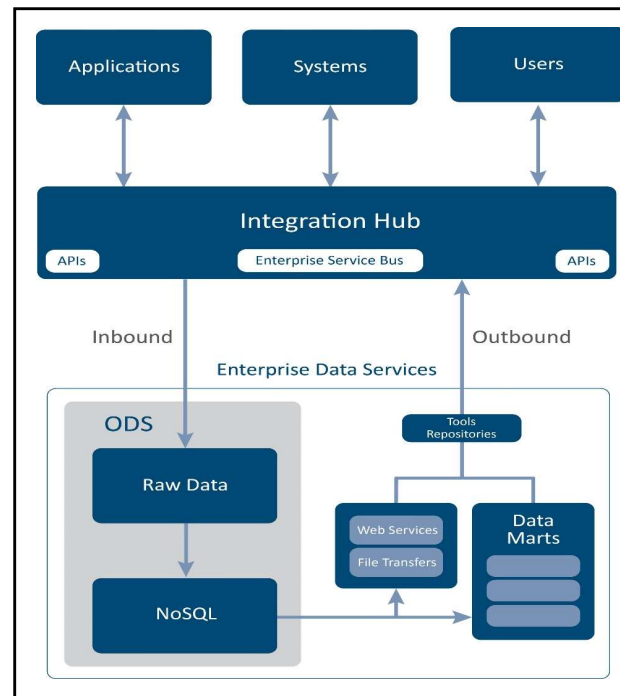 Applications
Systems
Users
Integration Hub
APIs
Enterprise Service Bus
APIs
Inbound
Outbound
Enterprise Data Services
ODS
Tools
Repositories
Raw Data
Web Services
File Transfers
Data
Marts
NoSQL